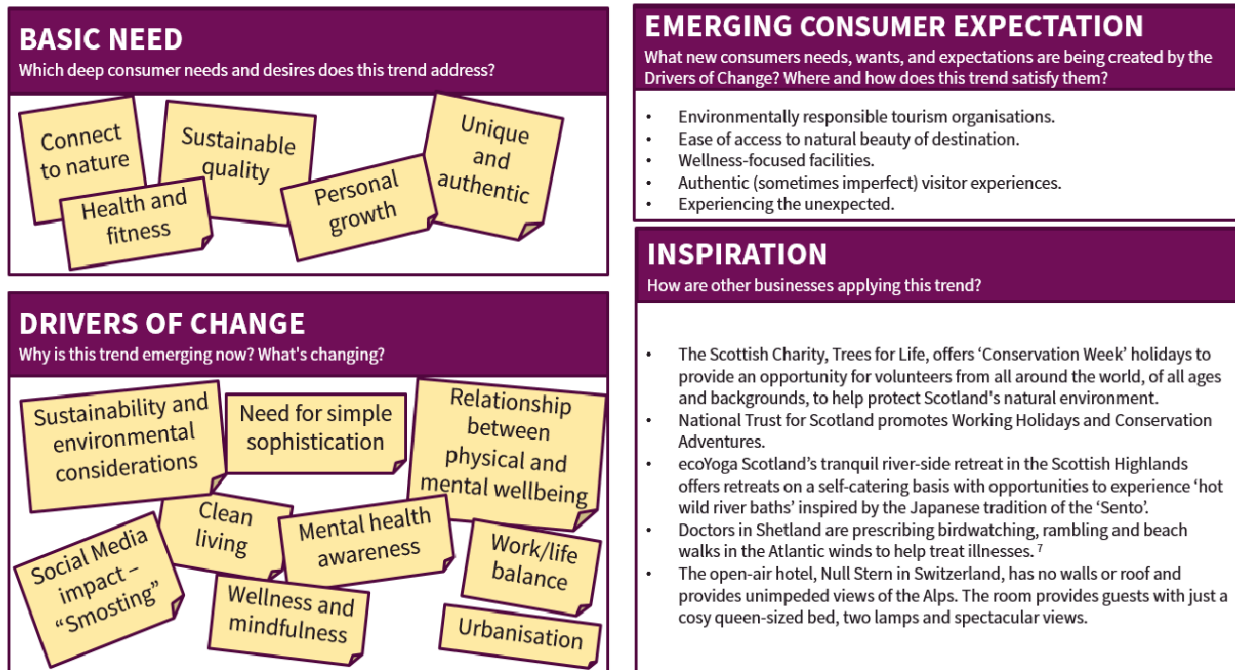 BASIC NEED
Which deep consumer needs and desires does this trend address?
Connect
to nature
Sustainable
quality
Unique
and
authentic
Health and
fitness
Personal
growth
DRIVERS OF CHANGE
Why is this trend emerging now? What's changing?
Sustainability and
environmental
considerations
Need for simple
sophistication
Relationship
between
physical and
mental wellbeing
Social Media
impact –
“Smosting”
Clean
living
Mental health
awareness
Work/life
balance
Wellness and
mindfulness
Urbanisation
EMERGING CONSUMER EXPECTATION
What new consumers needs, wants, and expectations are being created by the
Drivers of Change? Where and how does this trend satisfy them?
• Environmentally responsible tourism organisations.
• Ease of access to natural beauty of destination.
• Wellness-focused facilities.
• Authentic (sometimes imperfect) visitor experiences.
• Experiencing the unexpected.
INSPIRATION
How are other businesses applying this trend?
• The Scottish Charity, Trees for Life, offers ‘Conservation Week’ holidays to
provide an opportunity for volunteers from all around the world, of all ages
and backgrounds, to help protect Scotland's natural environment.
• National Trust for Scotland promotes Working Holidays and Conservation
Adventures.
• ecoYoga Scotland’s tranquil river-side retreat in the Scottish Highlands
offers retreats on a self-catering basis with opportunities to experience ‘hot
wild river baths’ inspired by the Japanese tradition of the ‘Sento’.
• Doctors in Shetland are prescribing birdwatching, rambling and beach
walks in the Atlantic winds to help treat illnesses. 7
• The open-air hotel, Null Stern in Switzerland, has no walls or roof and
provides unimpeded views of the Alps. The room provides guests with just a
cosy queen-sized bed, two lamps and spectacular views.